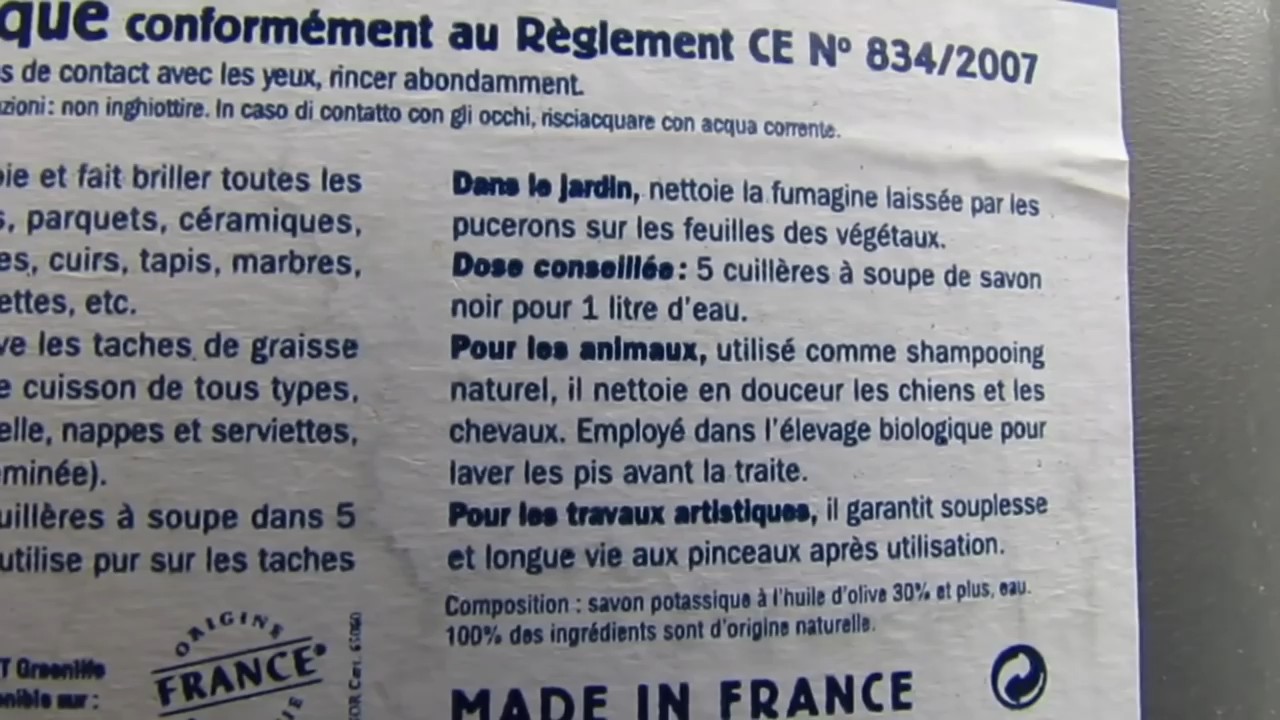 que conformément au Règlement CE N° 834/2007
s de contact avec les yeux, rincer abondamment.
zioni: non inghiottire. In caso di contatto con gli occhi, risciacquare con acqua corrente.
ie et fait briller toutes les
s, parquets, céramiques,
es, cuirs, tapis, marbres,
ettes, etc.
ve les taches de graisse
e cuisson de tous types,
elle, nappes et serviettes,
minée).
uillères à soupe dans 5
utilise pur sur les taches
Dans le jardin, nettoie la fumagine laissée par les
pucerons sur les feuilles des végétaux.
Dose conseillée: 5 cuillères à soupe de savon
noir pour 1 litre d'eau.
Pour les animaux, utilisé comme shampooing
naturel, il nettoie en douceur les chiens et les
chevaux. Employé dans l'élevage biologique pour
laver les pis avant la traite.
Pour les travaux artistiques, il garantit souplesse
et longue vie aux pinceaux après utilisation.
Composition : savon potassique à l'huile d'olive 30% et plus, eau.
100% des ingrédients sont d'origine naturelle.
T Greenlife
nible sur :
ORIGINE
FRANCE
MADE IN FRANCE